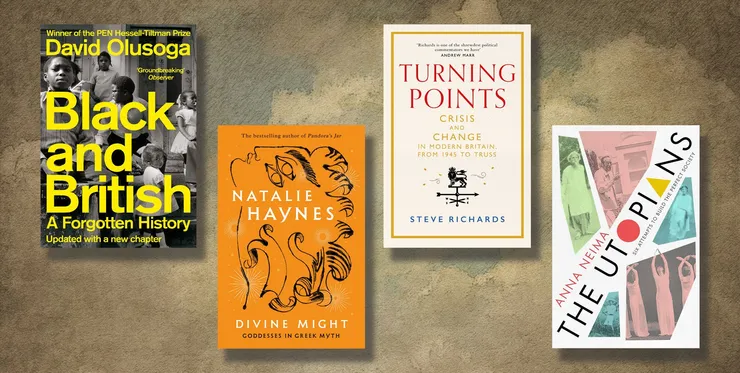 Winner of the PEN Hessell-Tiltman Prize
David Olusoga
'Groundbreaking'
Observer
Black
and
British
A Forgotten History
Updated with a new chapter
The bestselling author of Pandora's Jar
NATALIE
HAYNES
DIVINE MIGHT
GODDESSES IN GREEK MYTH
'Richards is one of the shrewdest political
commentators we have'
ANDREW MARR
TURNING
POINTS
CRISIS
AND
CHANGE
IN MODERN BRITAIN,
FROM 1945 TO TRUSS
STEVE RICHARDS
ANNA NEIMA
THE UTOPIANS
SIX ATTEMPTS TO BUILD THE PERFECT SOCIETY